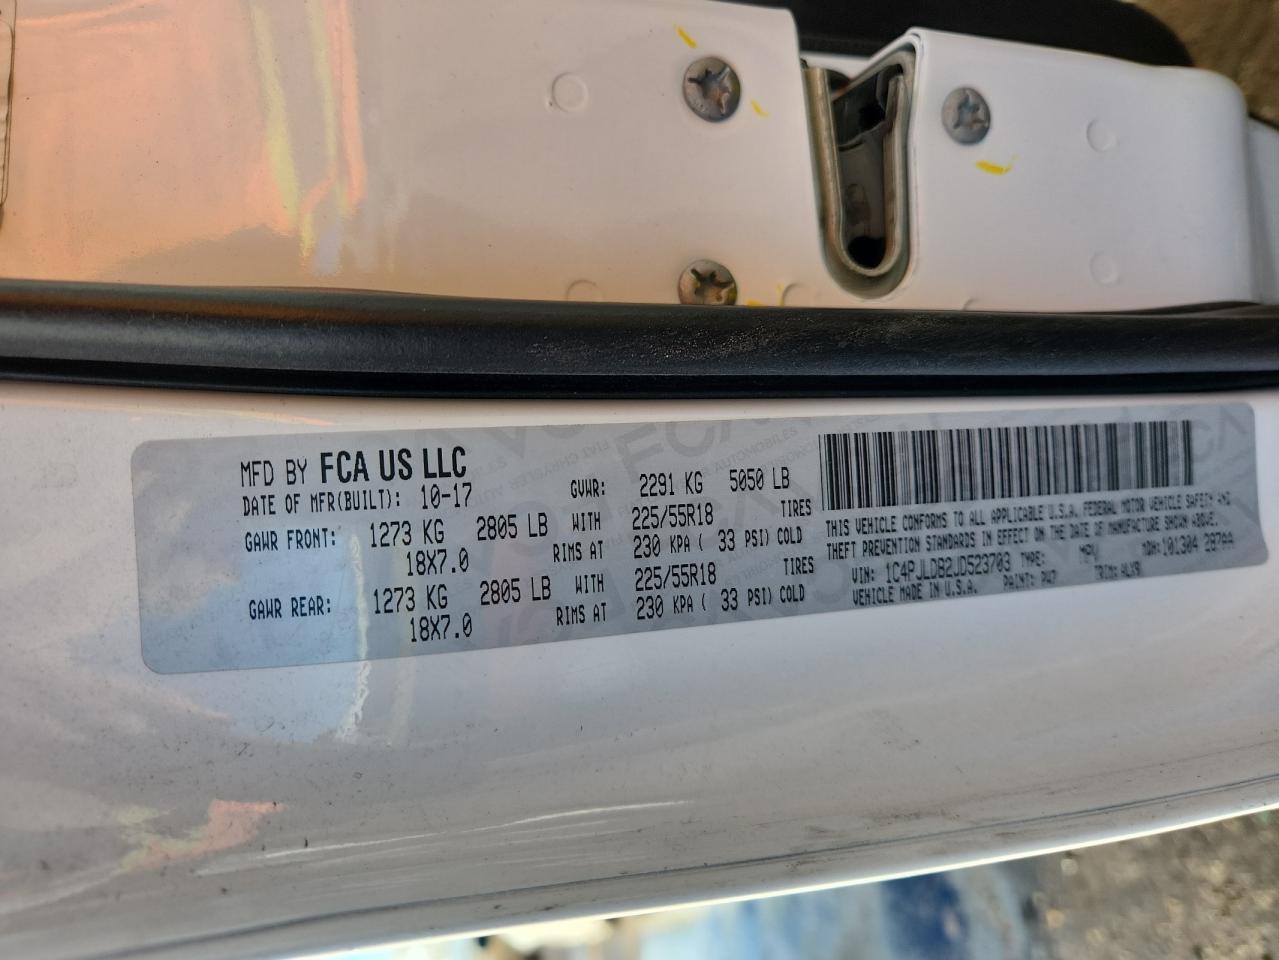 MFD BY FCA US LLC
DATE OF MFR(BUILT): 10-17 GVWR: 2291 KG 5050 LB
GAWR FRONT: 1273 KG 2805 LB WITH 225/55R18 TIRES
18X7.0 RIMS AT 230 KPA ( 33 PSI) COLD
GAWR REAR: 1273 KG 2805 LB WITH 225/55R18 TIRES
18X7.0 RIMS AT 230 KPA ( 33 PSI) COLD
THIS VEHICLE CONFORMS TO ALL APPLICABLE U.S.A. FEDERAL MOTOR VEHICLE SAFETY AND
THEFT PREVENTION STANDARDS IN EFFECT ON THE DATE OF MANUFACTURE SHOWN ABOVE.
VIN: 1C4PJLDB2JD523703 TYPE: MPV MDH:101304 287AA
VEHICLE MADE IN U.S.A. PAINT: PW7 TRIM: